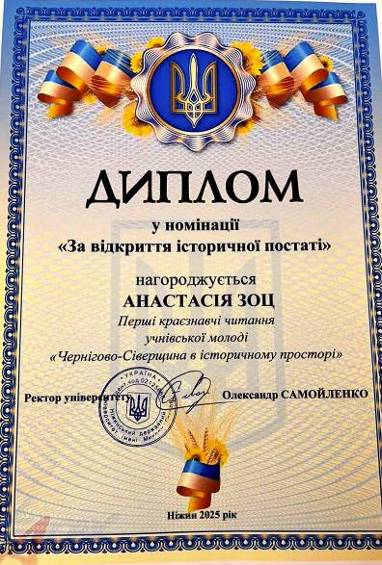 ДИПЛОМ
у номінації
«За відкриття історичної постаті»
нагороджується
АНАСТАСІЯ ЗОЦ
Перші краєзнавчі читання
учнівської молоді
«Чернігово-Сіверщина в історичному просторі»
УКРАЇНА
Ректор університету Олександр САМОЙЛЕНКО
Ніжин 2025 рік